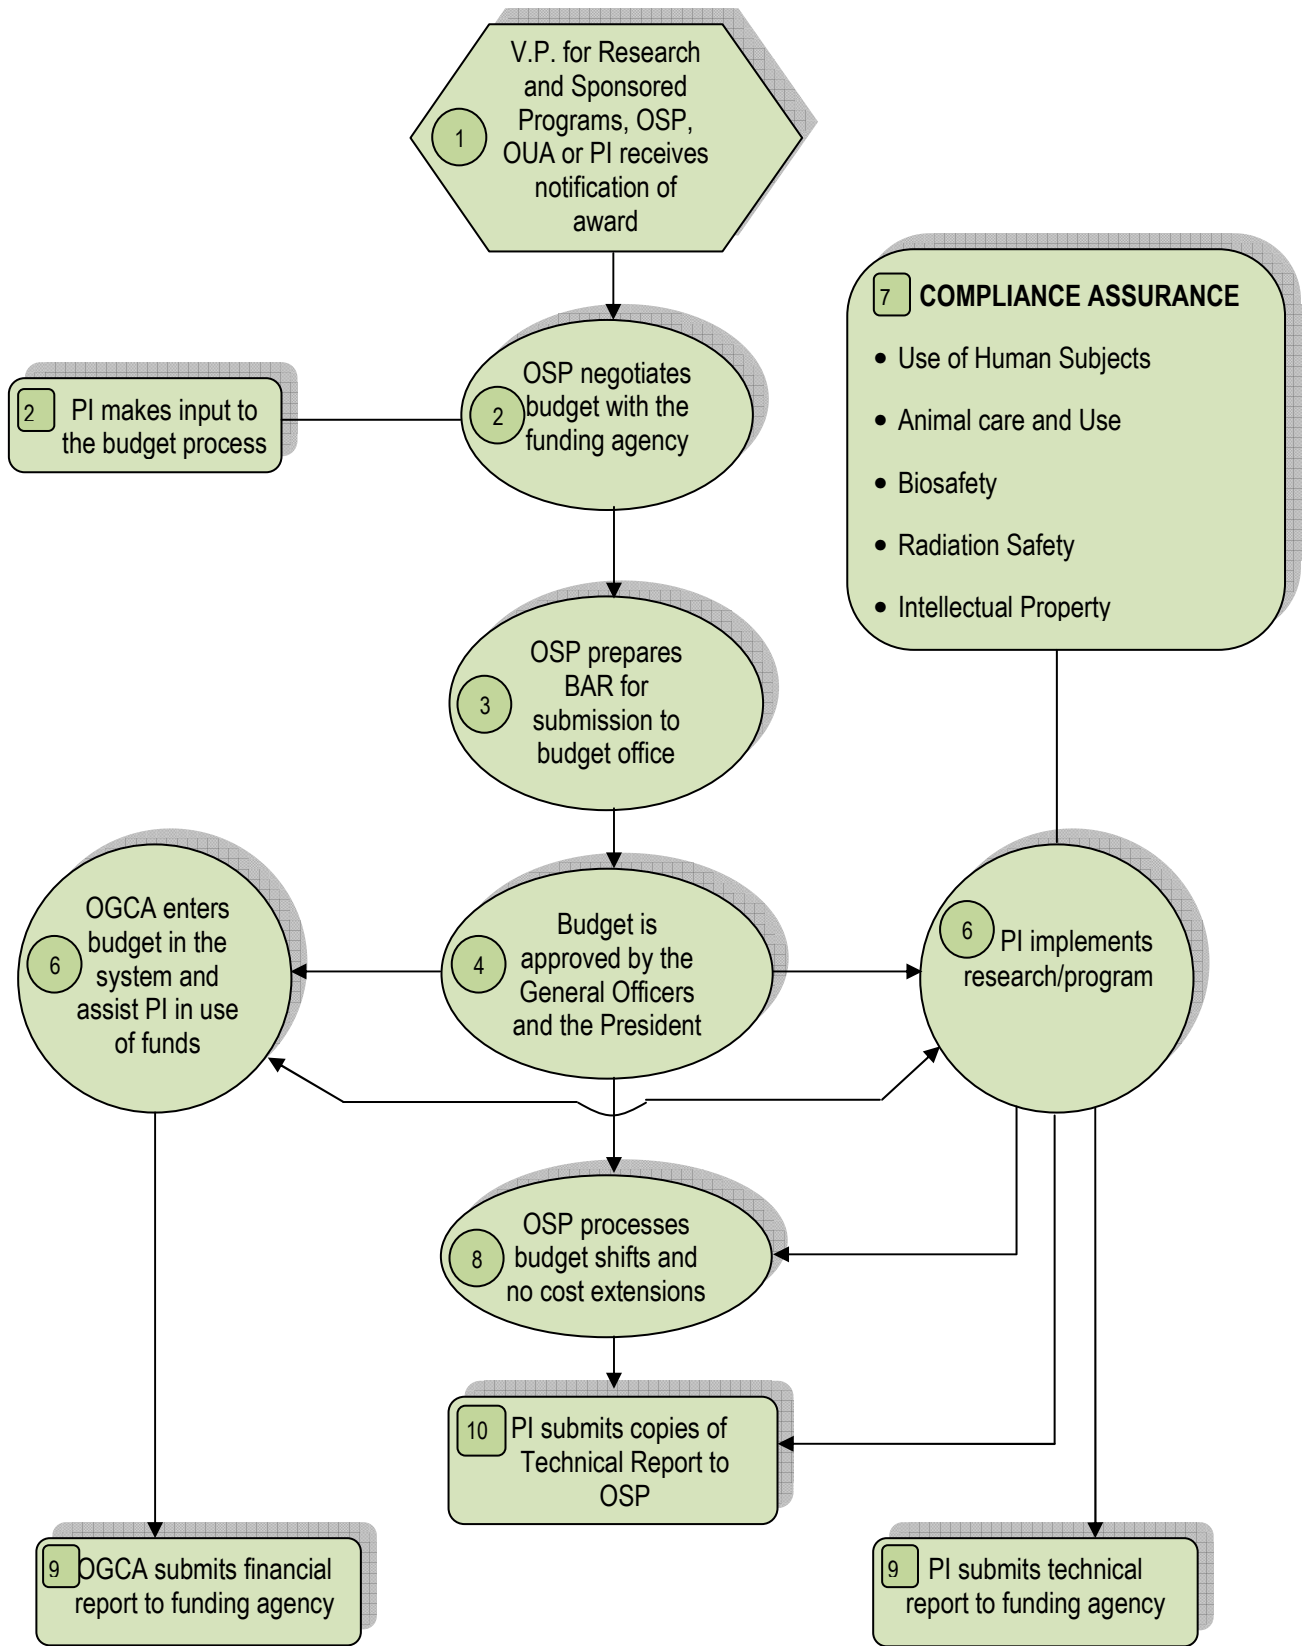 1
V.P. for Research
and Sponsored
Programs, OSP,
OUA or PI receives
notification of
award
2
PI makes input to
the budget process
2
OSP negotiates
budget with the
funding agency
7
COMPLIANCE ASSURANCE
• Use of Human Subjects
• Animal care and Use
• Biosafety
• Radiation Safety
• Intellectual Property
3
OSP prepares
BAR for
submission to
budget office
6
OGCA enters
budget in the
system and
assist PI in use
of funds
4
Budget is
approved by the
General Officers
and the President
6
PI implements
research/program
8
OSP processes
budget shifts and
no cost extensions
10
PI submits copies of
Technical Report to
OSP
9
OGCA submits financial
report to funding agency
9
PI submits technical
report to funding agency